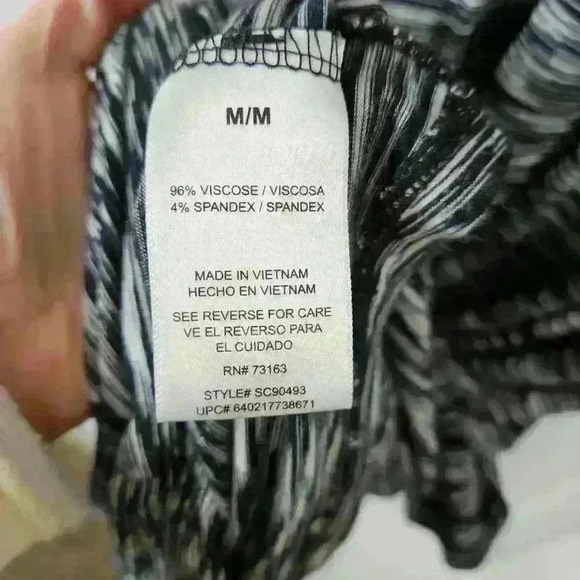 M/M
96% VISCOSE / VISCOSA
4% SPANDEX / SPANDEX
MADE IN VIETNAM
HECHO EN VIETNAM
SEE REVERSE FOR CARE
VE EL REVERSO PARA
EL CUIDADO
RN# 73163
STYLE# SC90493
UPC# 640217738671